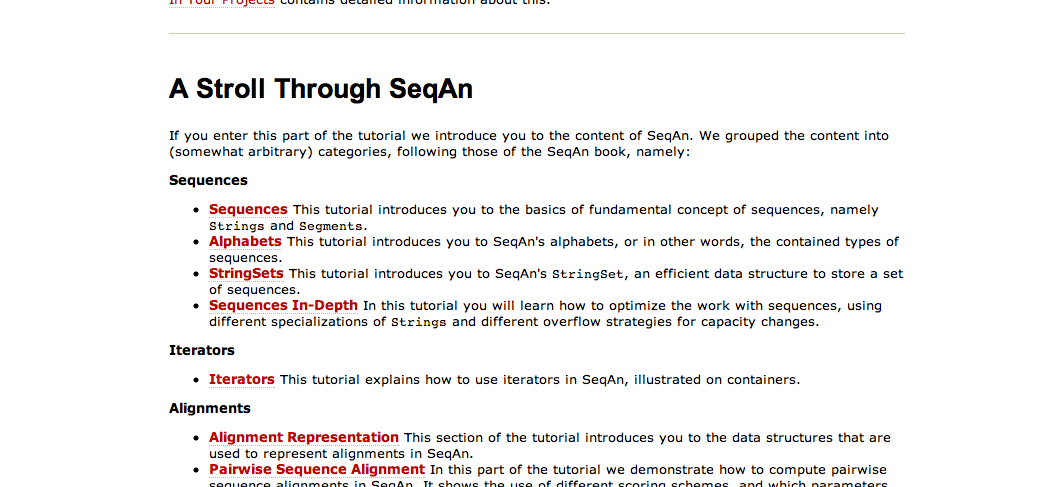 In Your Projects contains detailed information about this.
A Stroll Through SeqAn
If you enter this part of the tutorial we introduce you to the content of SeqAn. We grouped the content into
(somewhat arbitrary) categories, following those of the SeqAn book, namely:
Sequences
• Sequences This tutorial introduces you to the basics of fundamental concept of sequences, namely
Strings and Segments.
• Alphabets This tutorial introduces you to SeqAn's alphabets, or in other words, the contained types of
sequences.
• StringSets This tutorial introduces you to SeqAn's StringSet, an efficient data structure to store a set
of sequences.
• Sequences In-Depth In this tutorial you will learn how to optimize the work with sequences, using
different specializations of Strings and different overflow strategies for capacity changes.
Iterators
• Iterators This tutorial explains how to use iterators in SeqAn, illustrated on containers.
Alignments
• Alignment Representation This section of the tutorial introduces you to the data structures that are
used to represent alignments in SeqAn.
• Pairwise Sequence Alignment In this part of the tutorial we demonstrate how to compute pairwise
sequence alignments in SeqAn. It shows the use of different scoring schemes, and which parameters